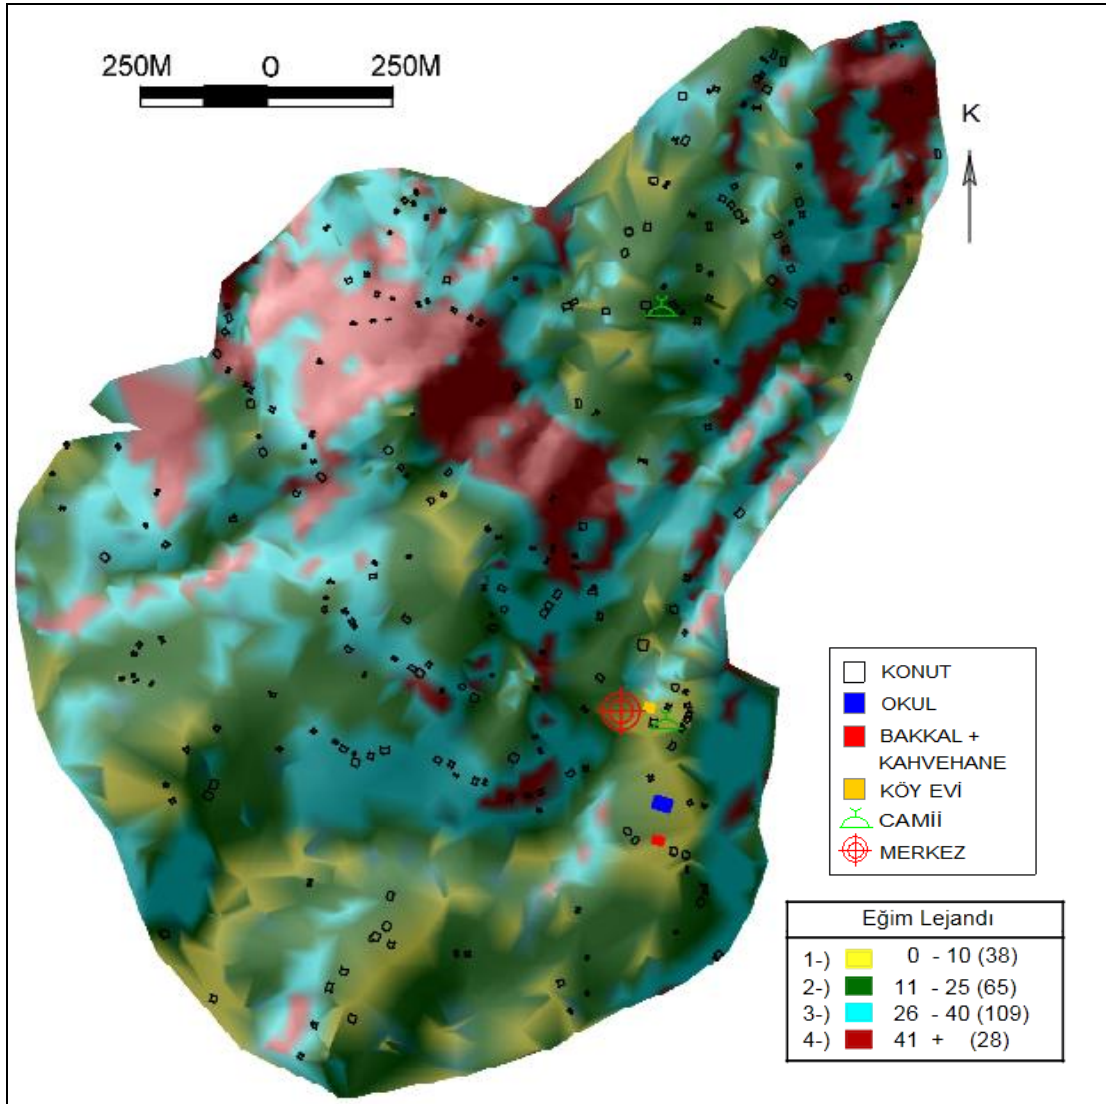 250M 0 250M
K
KONUT
OKUL
BAKKAL +
KAHVEHANE
KÖY EVİ
CAMİİ
MERKEZ
Eğim Lejandı
1-) 0 - 10 (38)
2-) 11 - 25 (65)
3-) 26 - 40 (109)
4-) 41 + (28)